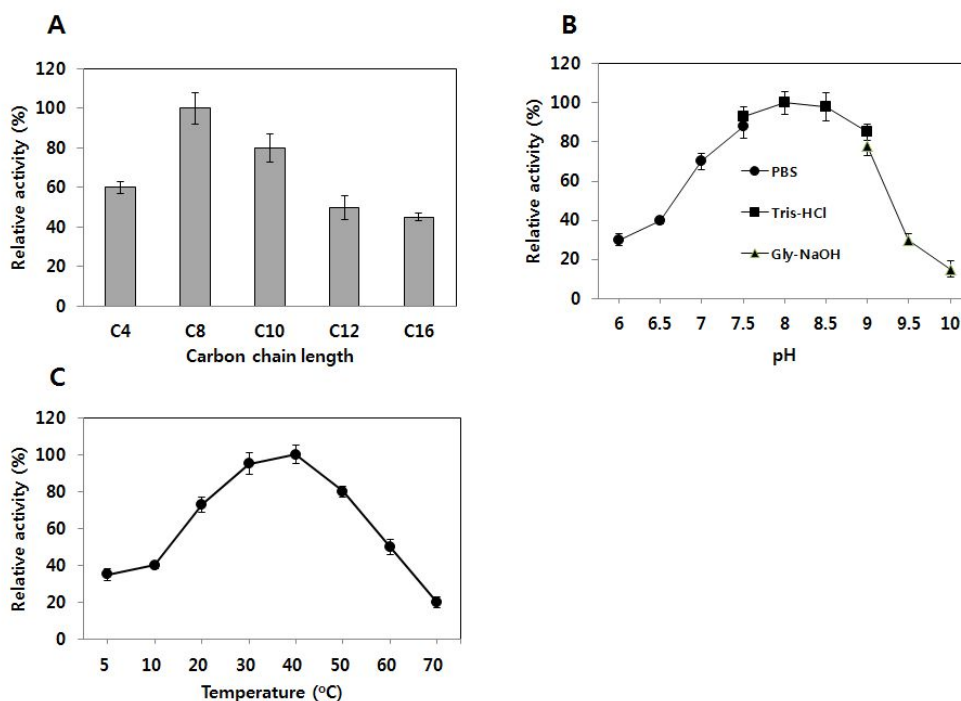 A
Relative activity (%)
120
100
80
60
40
20
0
C4 C8 C10 C12 C16
Carbon chain length
B
Relative activity (%)
120
100
80
60
40
20
0
PBS
Tris-HCl
Gly-NaOH
6 6.5 7 7.5 8 8.5 9 9.5 10
pH
C
Relative activity (%)
120
100
80
60
40
20
0
5 10 20 30 40 50 60 70
Temperature (ºC)